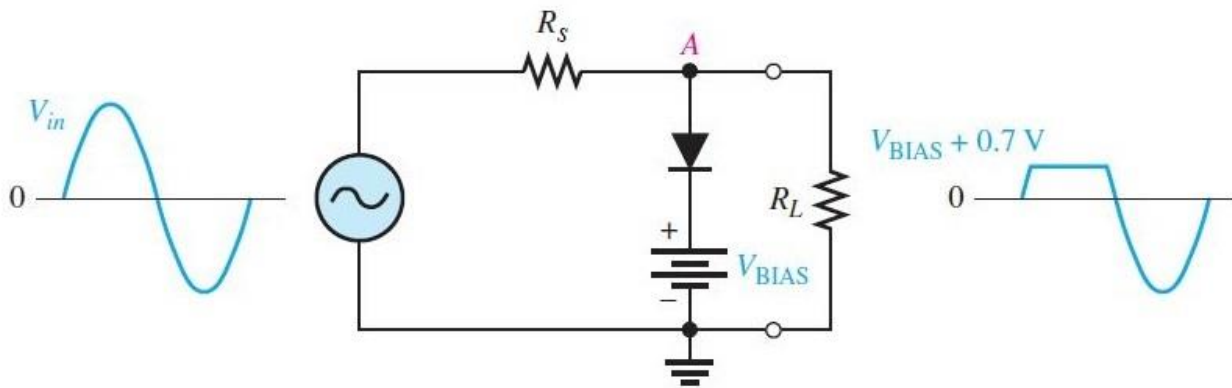 V_in
0
R_s
A
+
V_BIAS
−
R_L
V_BIAS + 0.7 V
0